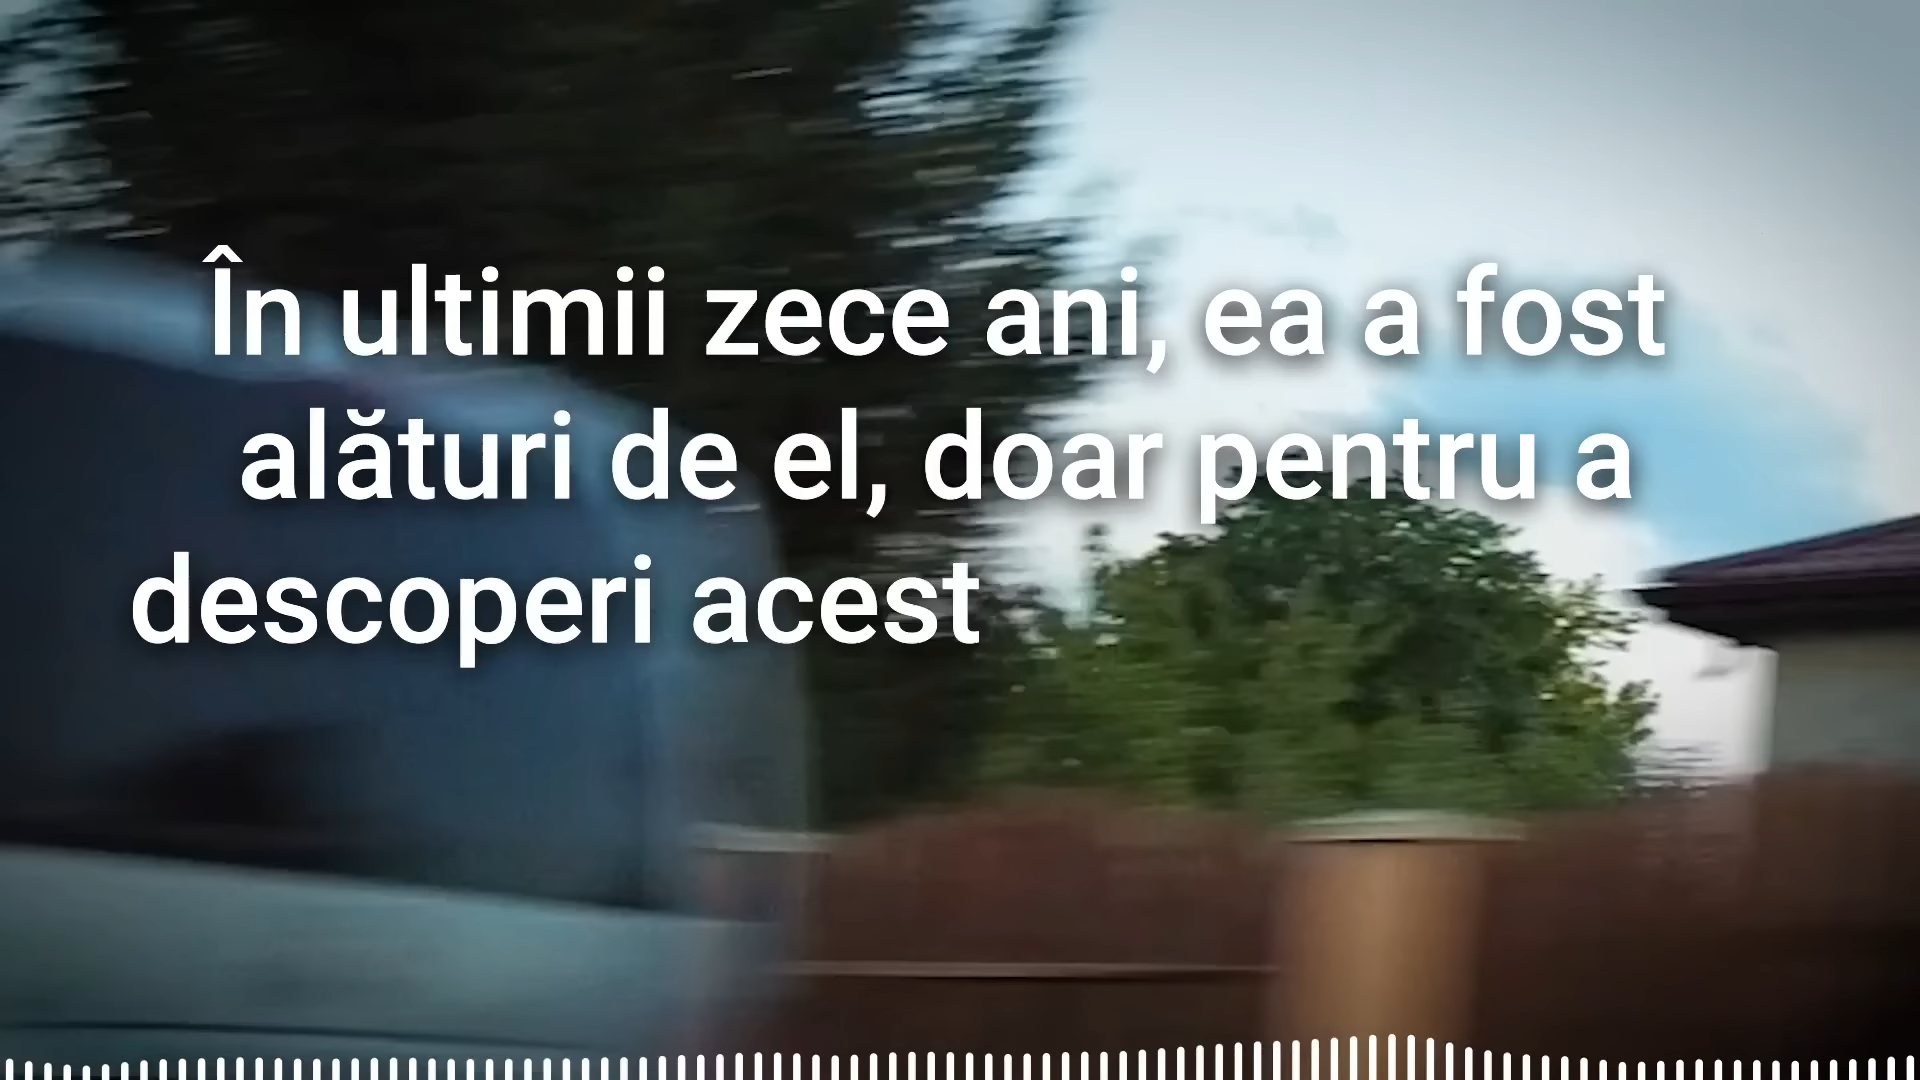 În ultimii zece ani, ea a fost
alături de el, doar pentru a
descoperi acest